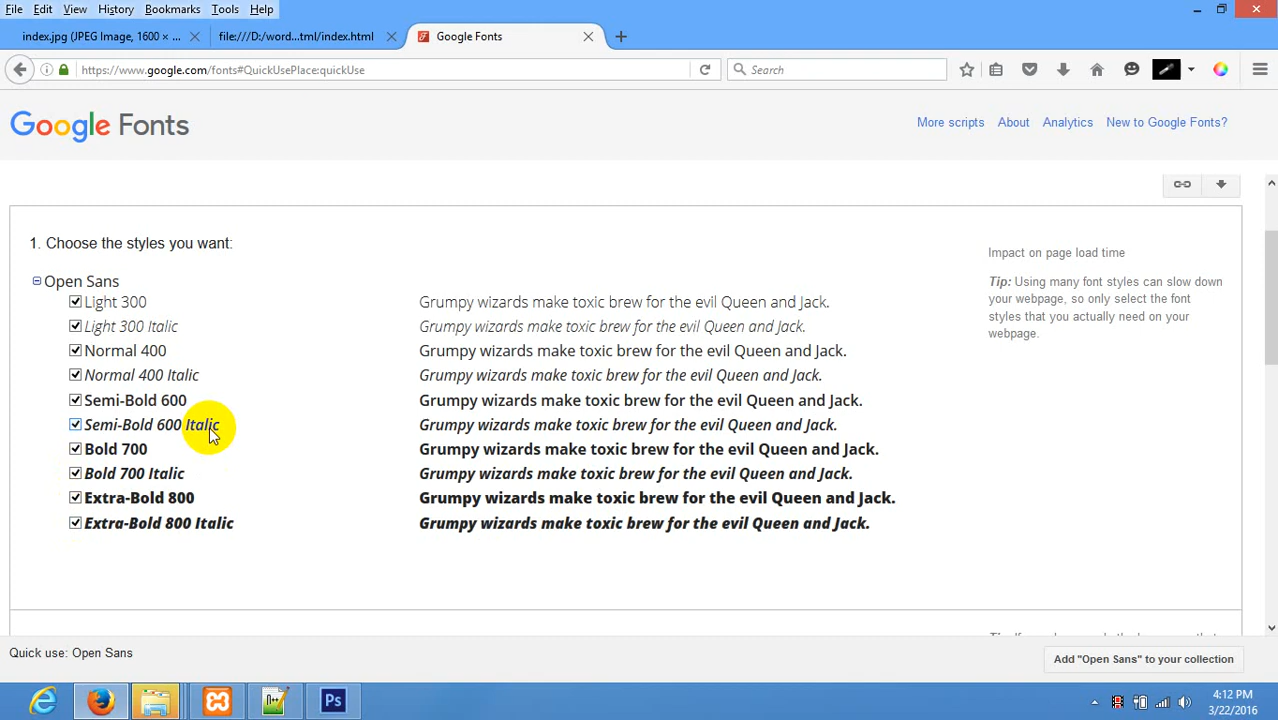 File Edit View History Bookmarks Tools Help
index.jpg (JPEG Image, 1600 × ... file:///D:/word...tml/index.html Google Fonts
https://www.google.com/fonts#QuickUsePlace:quickUse Search
Google Fonts More scripts About Analytics New to Google Fonts?
1. Choose the styles you want:
Open Sans
Light 300 Grumpy wizards make toxic brew for the evil Queen and Jack.
Light 300 Italic Grumpy wizards make toxic brew for the evil Queen and Jack.
Normal 400 Grumpy wizards make toxic brew for the evil Queen and Jack.
Normal 400 Italic Grumpy wizards make toxic brew for the evil Queen and Jack.
Semi-Bold 600 Grumpy wizards make toxic brew for the evil Queen and Jack.
Semi-Bold 600 Italic Grumpy wizards make toxic brew for the evil Queen and Jack.
Bold 700 Grumpy wizards make toxic brew for the evil Queen and Jack.
Bold 700 Italic Grumpy wizards make toxic brew for the evil Queen and Jack.
Extra-Bold 800 Grumpy wizards make toxic brew for the evil Queen and Jack.
Extra-Bold 800 Italic Grumpy wizards make toxic brew for the evil Queen and Jack.
Impact on page load time
Tip: Using many font styles can slow down
your webpage, so only select the font
styles that you actually need on your
webpage.
Quick use: Open Sans Add "Open Sans" to your collection
Ps
4:12 PM
3/22/2016